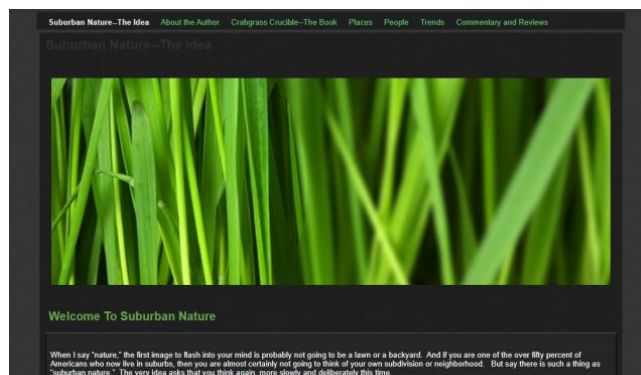 Suburban Nature--The Idea About the Author Crabgrass Crucible--The Book Places People Trends Commentary and Reviews
Suburban Nature--The Idea
Welcome To Suburban Nature
When I say "nature," the first image to flash into your mind is probably not going to be a lawn or a backyard. And if you are one of the over fifty percent of
Americans who now live in suburbs, then you are almost certainly not going to think of your own subdivision or neighborhood. But say there is such a thing as
"suburban nature." The very idea asks that you think again, more slowly and deliberately this time.